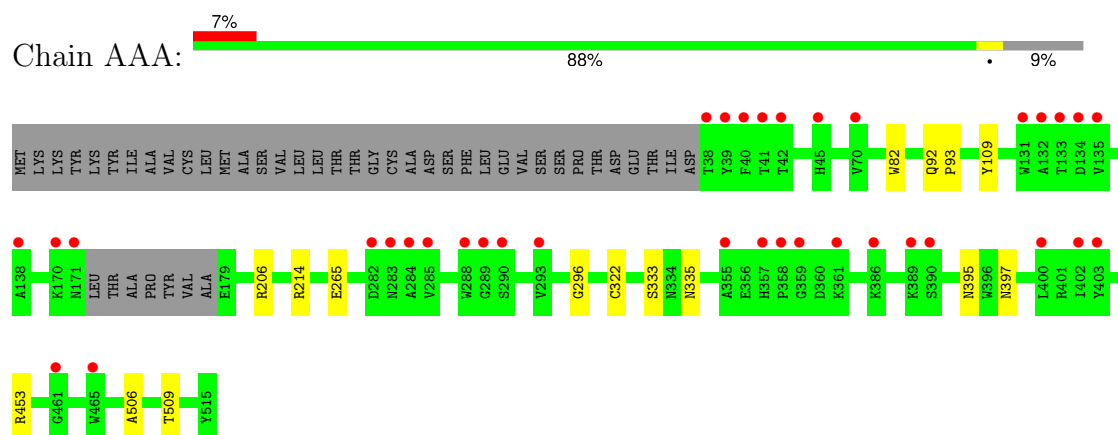 7%
Chain AAA:
88%
•
9%
MET LYS LYS TYR LYS TYR ILE ALA VAL CYS LEU MET ALA SER VAL LEU LEU THR THR GLY CYS ALA ASP SER PHE LEU GLU VAL SER SER PRO THR ASP GLU THR ILE ASP T38 Y39 F40 T41 T42 H45 V70 W82 Q92 P93 Y109 W131 A132 T133 D134 V135
A138 K170 N171 LEU THR ALA PRO TYR VAL ALA E179 R206 R214 E265 D282 N283 A284 V285 W288 G289 S290 V293 G296 C322 S333 N334 N335 A355 E356 H357 P358 G359 D360 K361 K386 K389 S390 N395 W396 N397 L400 R401 I402 Y403
R453 G461 W465 A506 T509 Y515